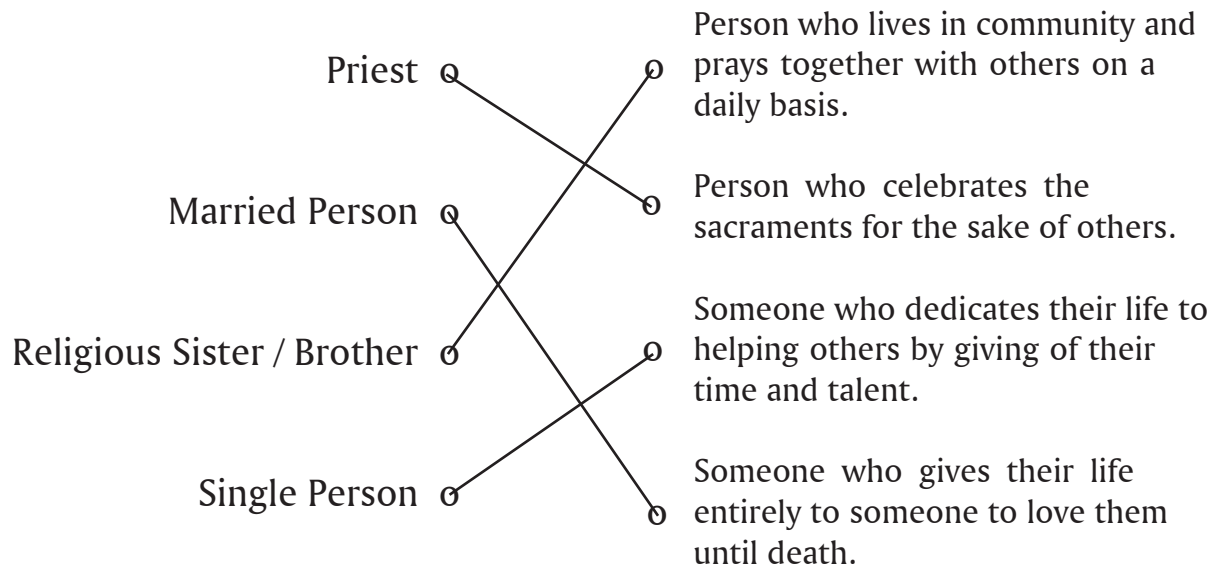 Priest o
o Person who lives in community and
prays together with others on a
daily basis.
Married Person o
o Person who celebrates the
sacraments for the sake of others.
Religious Sister / Brother o
o Someone who dedicates their life to
helping others by giving of their
time and talent.
Single Person o
o Someone who gives their life
entirely to someone to love them
until death.